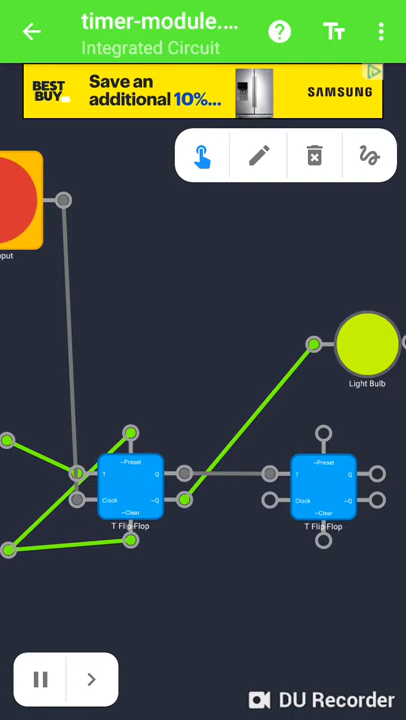 timer-module....
Integrated Circuit
BEST
BUY
Save an
additional 10%...
SAMSUNG
put
Light Bulb
~Preset
T
Q
Clock
~Q
~Clear
T Flip-Flop
~Preset
T
Q
Clock
~Q
~Clear
T Flip-Flop
DU Recorder